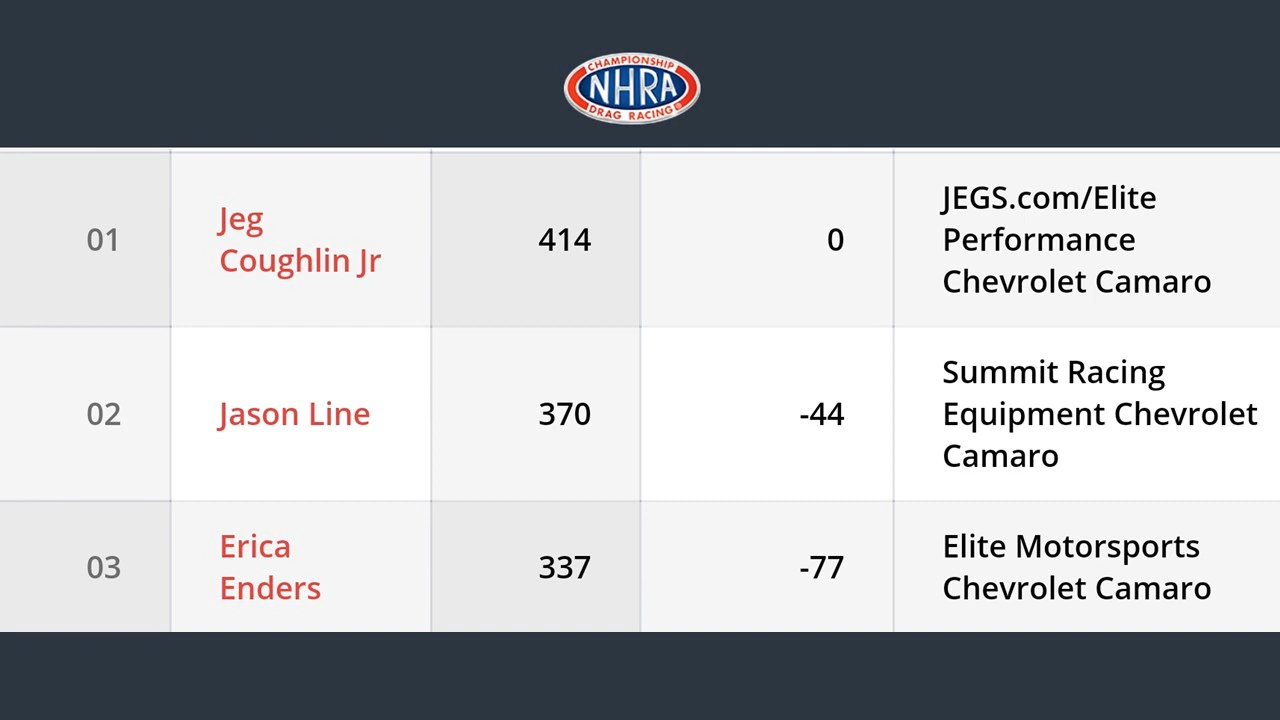 CHAMPIONSHIP
NHRA
DRAG RACING
01
Jeg
Coughlin Jr
414
0
JEGS.com/Elite
Performance
Chevrolet Camaro
02
Jason Line
370
-44
Summit Racing
Equipment Chevrolet
Camaro
03
Erica
Enders
337
-77
Elite Motorsports
Chevrolet Camaro